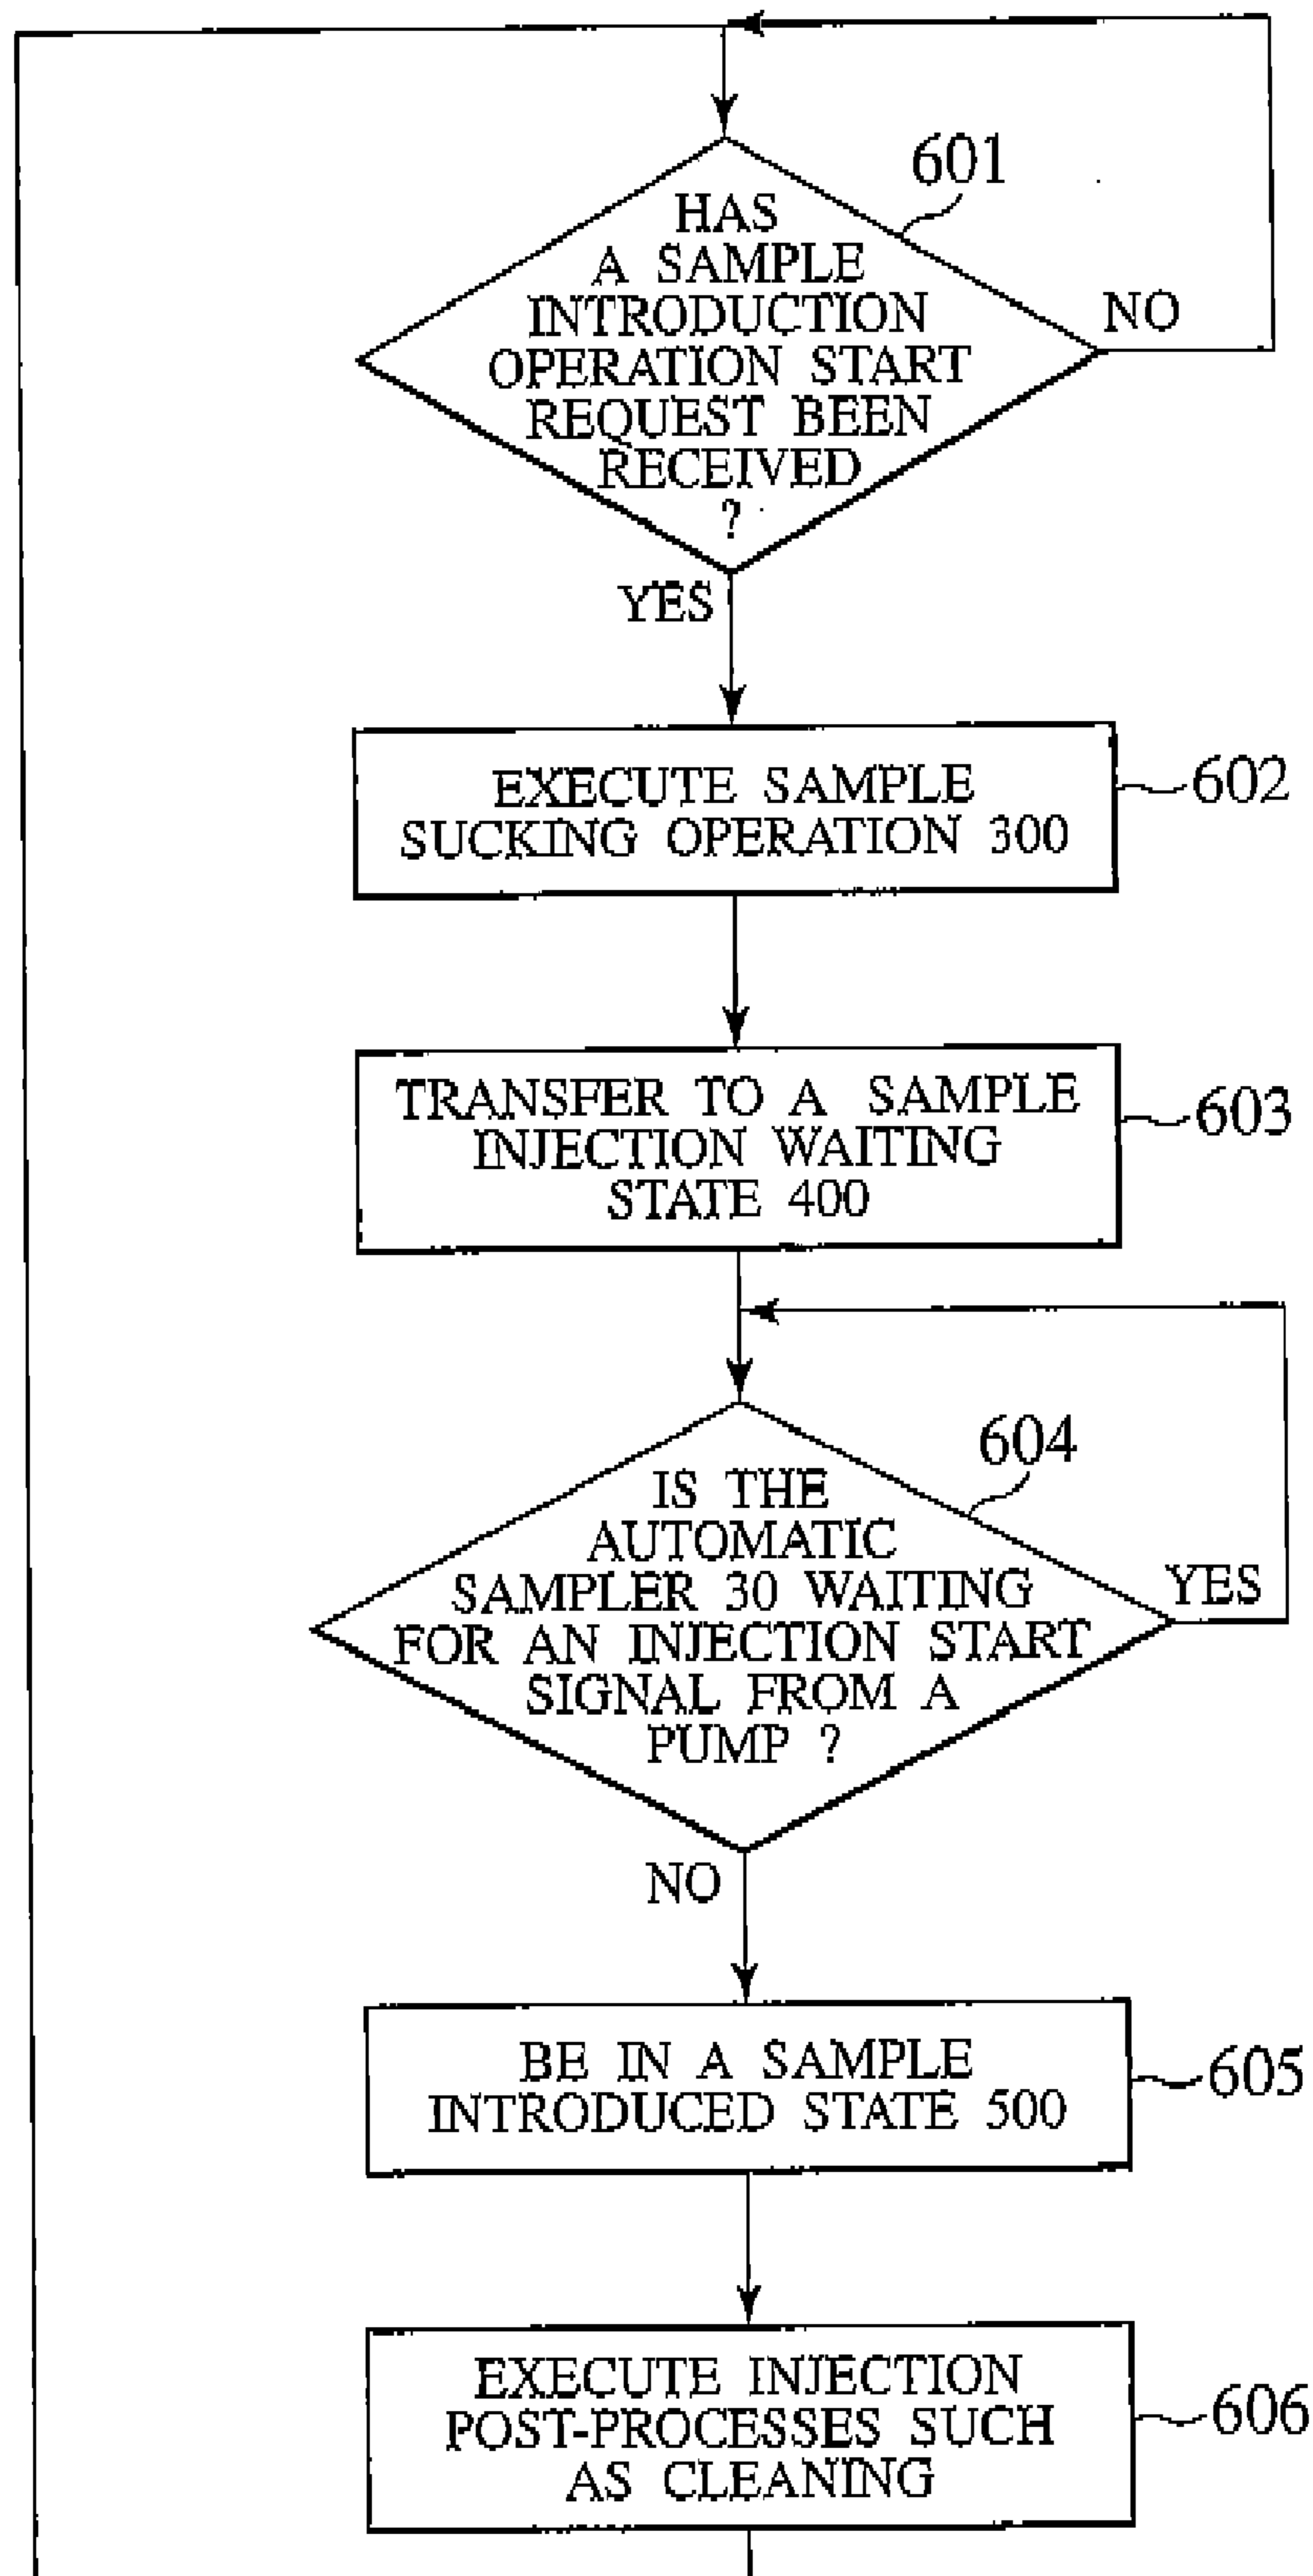 601
HAS
A SAMPLE
INTRODUCTION
OPERATION START
REQUEST BEEN
RECEIVED
?
NO
YES
EXECUTE SAMPLE
SUCKING OPERATION 300
602
TRANSFER TO A SAMPLE
INJECTION WAITING
STATE 400
603
604
IS THE
AUTOMATIC
SAMPLER 30 WAITING
FOR AN INJECTION START
SIGNAL FROM A
PUMP ?
YES
NO
BE IN A SAMPLE
INTRODUCED STATE 500
605
EXECUTE INJECTION
POST-PROCESSES SUCH
AS CLEANING
606